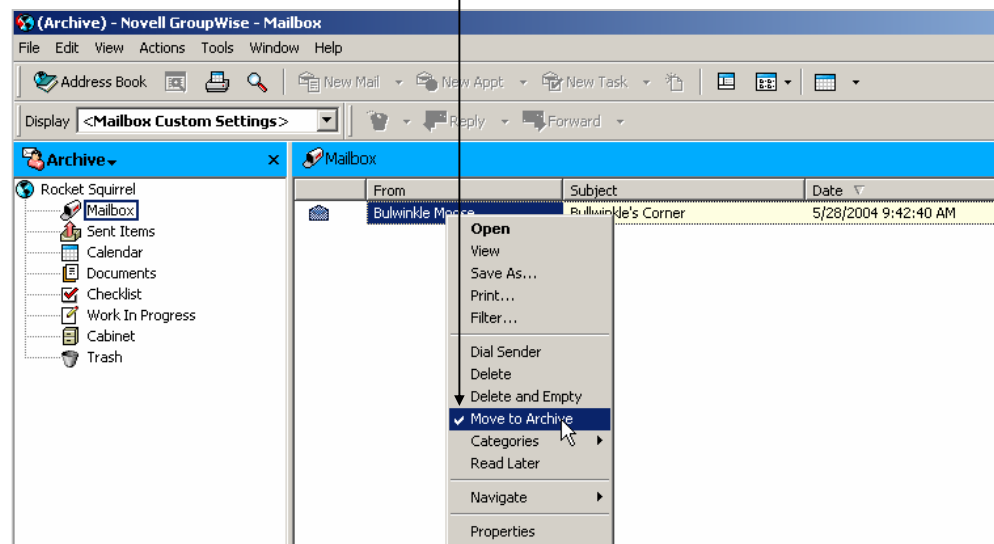 (Archive) - Novell GroupWise - Mailbox
File Edit View Actions Tools Window Help
Address Book New Mail New Appt New Task
Display <Mailbox Custom Settings> Reply Forward
Archive × Mailbox
Rocket Squirrel
Mailbox
Sent Items
Calendar
Documents
Checklist
Work In Progress
Cabinet
Trash
From Subject Date
Bulwinkle Moose Bullwinkle's Corner 5/28/2004 9:42:40 AM
Open
View
Save As...
Print...
Filter...
Dial Sender
Delete
Delete and Empty
Move to Archive
Categories
Read Later
Navigate
Properties